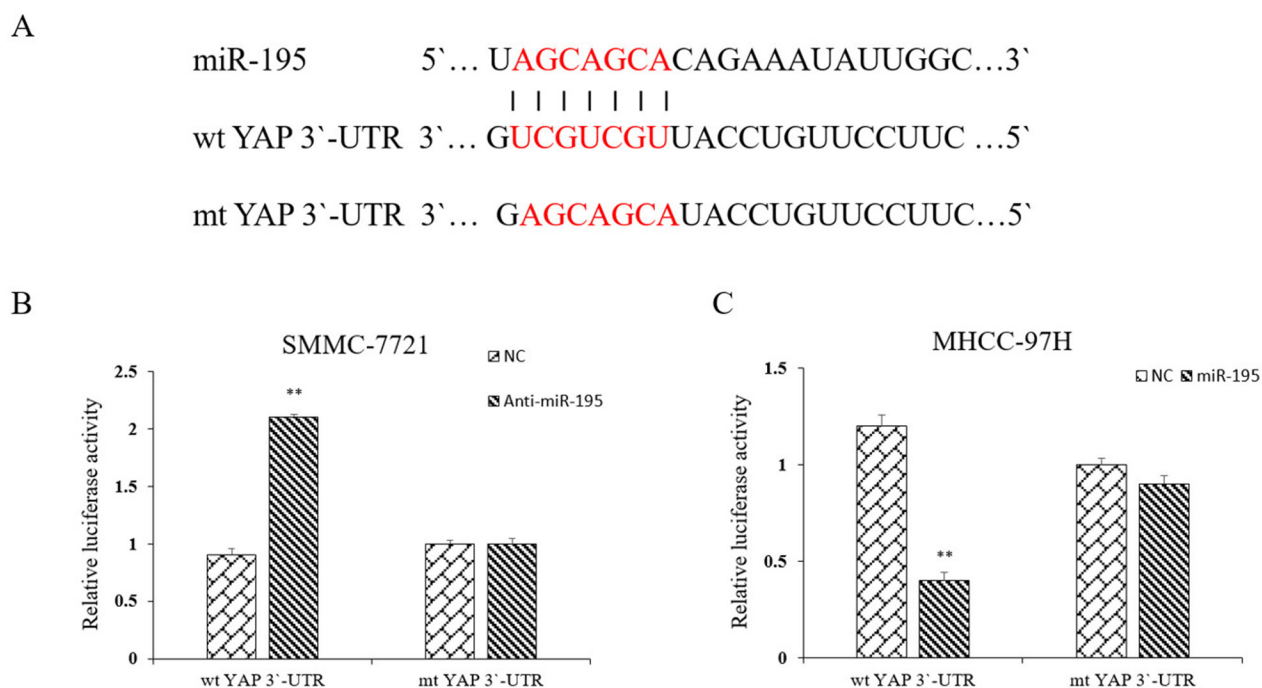 A
miR-195 5`… UAGCAGCACAGAAAUAUUGGC…3`
wt YAP 3`-UTR 3`… GUCGUCGUUACCUGUUCCUUC …5`
mt YAP 3`-UTR 3`… GAGCAGCAUACCUGUUCCUUC…5`
B
SMMC-7721
NC
Anti-miR-195
Relative luciferase activity
2.5
2
1.5
1
0.5
0
**
wt YAP 3`-UTR
mt YAP 3`-UTR
C
MHCC-97H
NC
miR-195
Relative luciferase activity
1.5
1
0.5
0
**
wt YAP 3`-UTR
mt YAP 3`-UTR